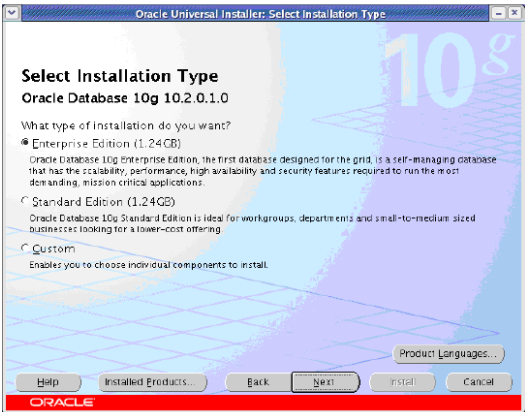 Oracle Universal Installer: Select Installation Type
10g
Select Installation Type
Oracle Database 10g 10.2.0.1.0
What type of installation do you want?
Enterprise Edition (1.24GB)
Oracle Database 10g Enterprise Edition, the first database designed for the grid, is a self-managing database
that has the scalability, performance, high availability and security features required to run the most
demanding, mission critical applications.
Standard Edition (1.24GB)
Oracle Database 10g Standard Edition is ideal for workgroups, departments and small-to-medium sized
businesses looking for a lower-cost offering.
Custom
Enables you to choose individual components to install.
Product Languages...
Help
Installed Products...
Back
Next
Install
Cancel
ORACLE